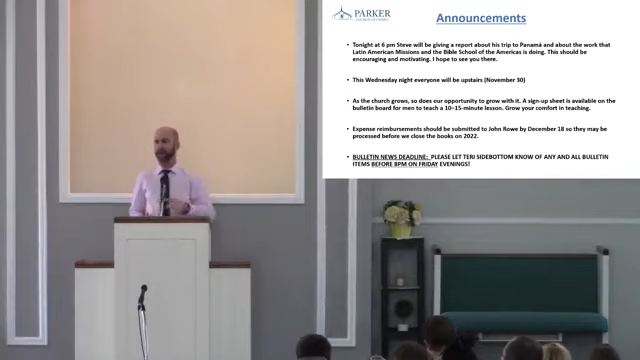 PARKER
CHURCH OF CHRIST
Announcements
• Tonight at 6 pm Steve will be giving a report about his trip to Panamá and about the work that
Latin American Missions and the Bible School of the Americas is doing. This should be
encouraging and motivating. I hope to see you there.
• This Wednesday night everyone will be upstairs (November 30)
• As the church grows, so does our opportunity to grow with it. A sign-up sheet is available on the
bulletin board for men to teach a 10–15-minute lesson. Grow your comfort in teaching.
• Expense reimbursements should be submitted to John Rowe by December 18 so they may be
processed before we close the books on 2022.
• BULLETIN NEWS DEADLINE: PLEASE LET TERI SIDEBOTTOM KNOW OF ANY AND ALL BULLETIN
ITEMS BEFORE 8PM ON FRIDAY EVENINGS!